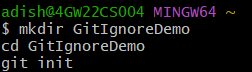 adish@4GW22CS004 MINGW64 ~
$ mkdir GitIgnoreDemo
cd GitIgnoreDemo
git init